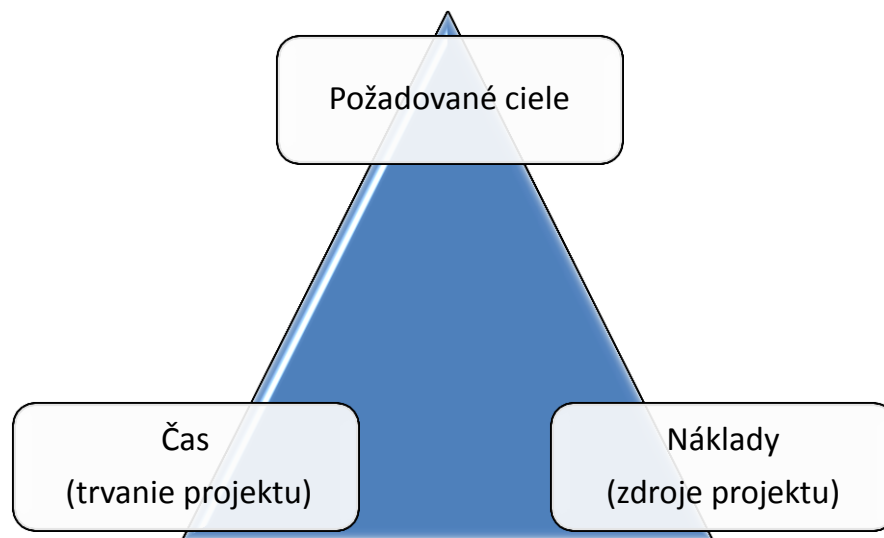 Požadované ciele
Čas
(trvanie projektu)
Náklady
(zdroje projektu)